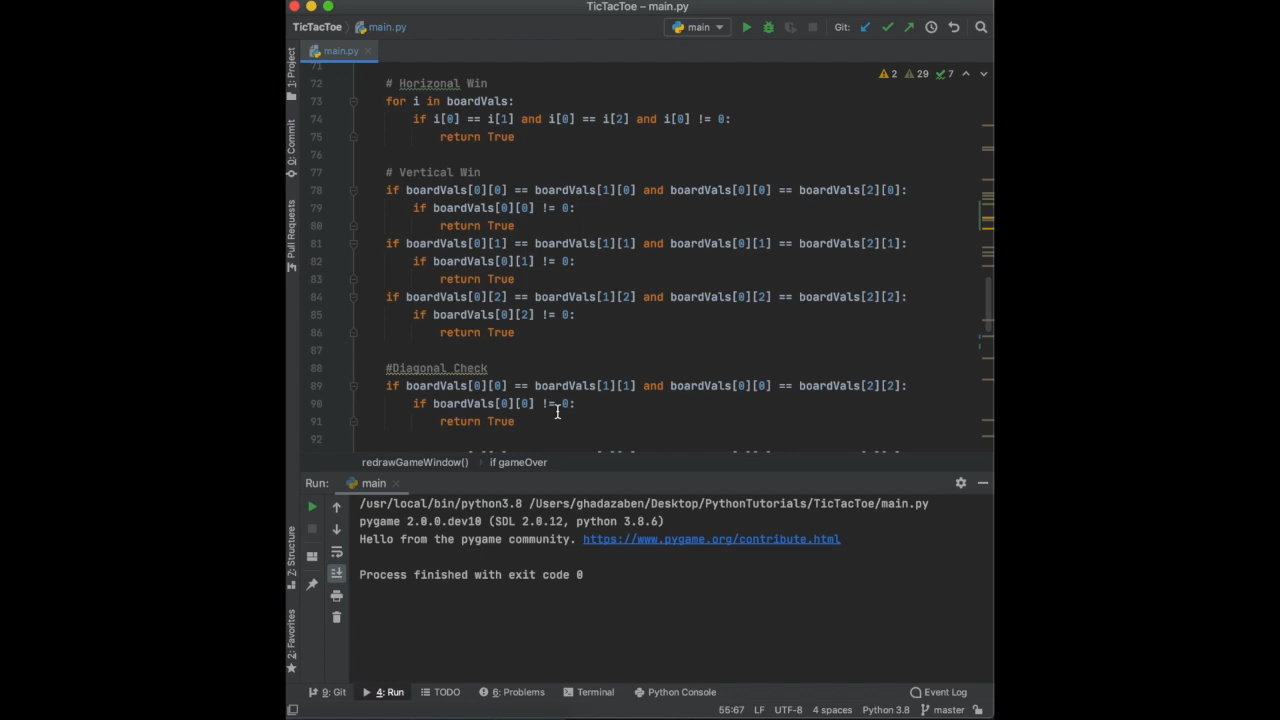 TicTacToe – main.py
TicTacToe main.py main Git:
main.py
1: Project
0: Commit
Pull Requests
Z: Structure
2: Favorites
2 29 7
71
72 # Horizonal Win
73 for i in boardVals:
74 if i[0] == i[1] and i[0] == i[2] and i[0] != 0:
75 return True
76
77 # Vertical Win
78 if boardVals[0][0] == boardVals[1][0] and boardVals[0][0] == boardVals[2][0]:
79 if boardVals[0][0] != 0:
80 return True
81 if boardVals[0][1] == boardVals[1][1] and boardVals[0][1] == boardVals[2][1]:
82 if boardVals[0][1] != 0:
83 return True
84 if boardVals[0][2] == boardVals[1][2] and boardVals[0][2] == boardVals[2][2]:
85 if boardVals[0][2] != 0:
86 return True
87
88 #Diagonal Check
89 if boardVals[0][0] == boardVals[1][1] and boardVals[0][0] == boardVals[2][2]:
90 if boardVals[0][0] != 0:
91 return True
92
redrawGameWindow() if gameOver
Run: main
/usr/local/bin/python3.8 /Users/ghadazaben/Desktop/PythonTutorials/TicTacToe/main.py
pygame 2.0.0.dev10 (SDL 2.0.12, python 3.8.6)
Hello from the pygame community. https://www.pygame.org/contribute.html
Process finished with exit code 0
9: Git 4: Run TODO 6: Problems Terminal Python Console Event Log
55:67 LF UTF-8 4 spaces Python 3.8 master